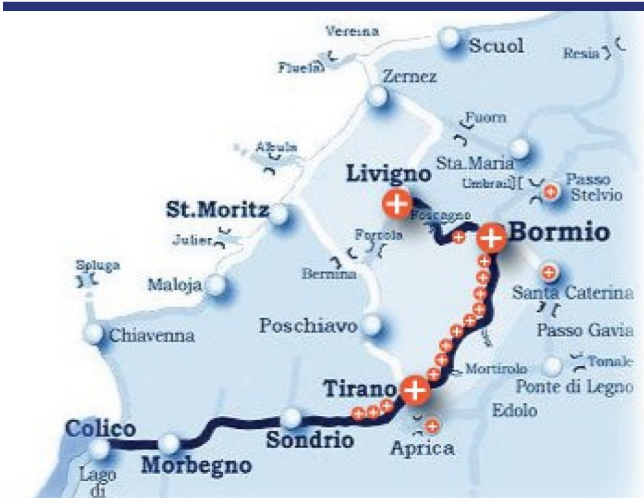 Vereina
Scuol
Resia
Fluela
Zernez
Fuorn
Albula
Sta.Maria
Livigno
Umbrail
Passo
Stelvio
St.Moritz
Foscagno
Bormio
Julier
Forcola
Spluga
Bernina
Maloja
Santa Caterina
Poschiavo
Passo Gavia
Chiavenna
Mortirolo
Tonale
Tirano
Ponte di Legno
Edolo
Colico
Sondrio
Aprica
Morbegno
Lago
di